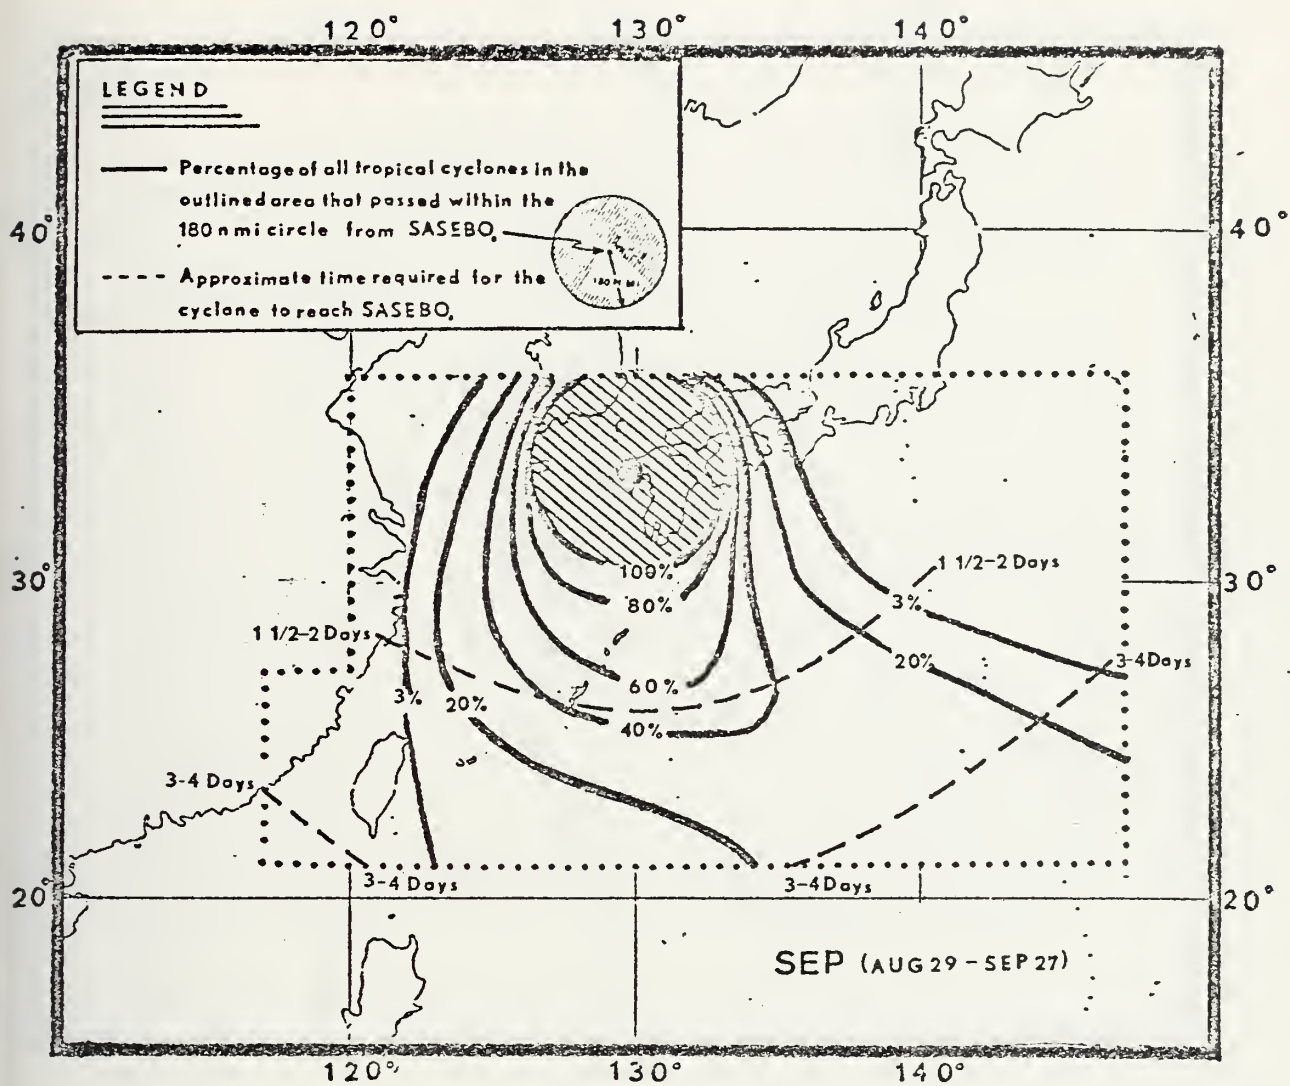 120° 130° 140°
LEGEND
Percentage of all tropical cyclones in the
outlined area that passed within the
180 nmi circle from SASEBO.
180 N MI
Approximate time required for the
cyclone to reach SASEBO.
40° 40°
100%
80%
60%
40%
30° 30°
1 1/2-2 Days
3%
1 1/2-2 Days
20%
3-4 Days
3% 20%
3-4 Days
3-4 Days 3-4 Days
20° 20°
SEP (AUG 29 - SEP 27)
120° 130° 140°